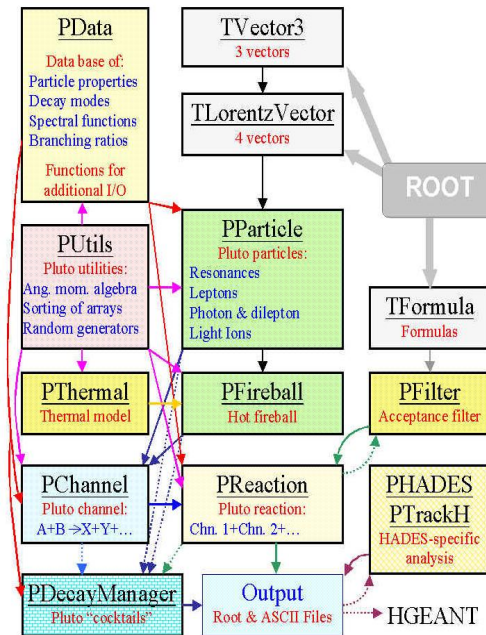 PData
Data base of:
Particle properties
Decay modes
Spectral functions
Branching ratios
Functions for
additional I/O
TVector3
3 vectors
TLorentzVector
4 vectors
ROOT
PUtils
Pluto utilities:
Ang. mom. algebra
Sorting of arrays
Random generators
PParticle
Pluto particles:
Resonances
Leptons
Photon & dilepton
Light Ions
TFormula
Formulas
PThermal
Thermal model
PFireball
Hot fireball
PFilter
Acceptance filter
PChannel
Pluto channel:
A+B→X+Y+…
PReaction
Pluto reaction:
Chn. 1+Chn. 2+…
PHADES
PTrackH
HADES-specific
analysis
PDecayManager
Pluto “cocktails”
Output
Root & ASCII Files
HGEANT